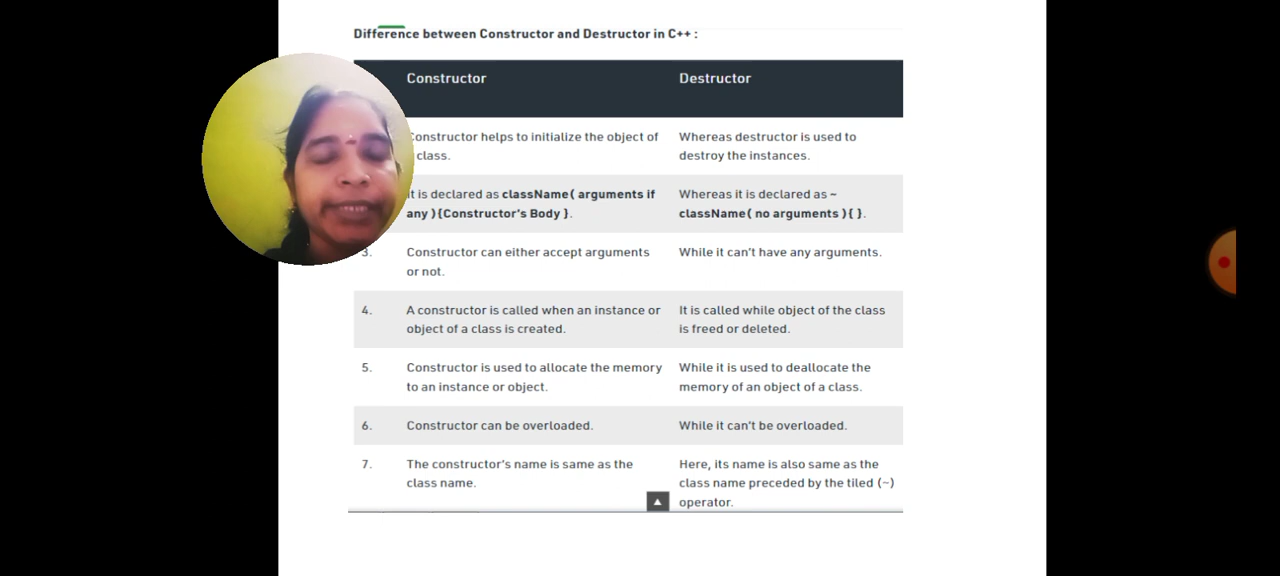 Difference between Constructor and Destructor in C++ :
Constructor Destructor
Constructor helps to initialize the object of Whereas destructor is used to
class. destroy the instances.
It is declared as className( arguments if Whereas it is declared as ~
any ){Constructor's Body }. className( no arguments ){ }.
3. Constructor can either accept arguments While it can't have any arguments.
or not.
4. A constructor is called when an instance or It is called while object of the class
object of a class is created. is freed or deleted.
5. Constructor is used to allocate the memory While it is used to deallocate the
to an instance or object. memory of an object of a class.
6. Constructor can be overloaded. While it can't be overloaded.
7. The constructor's name is same as the Here, its name is also same as the
class name. class name preceded by the tiled (~)
operator.